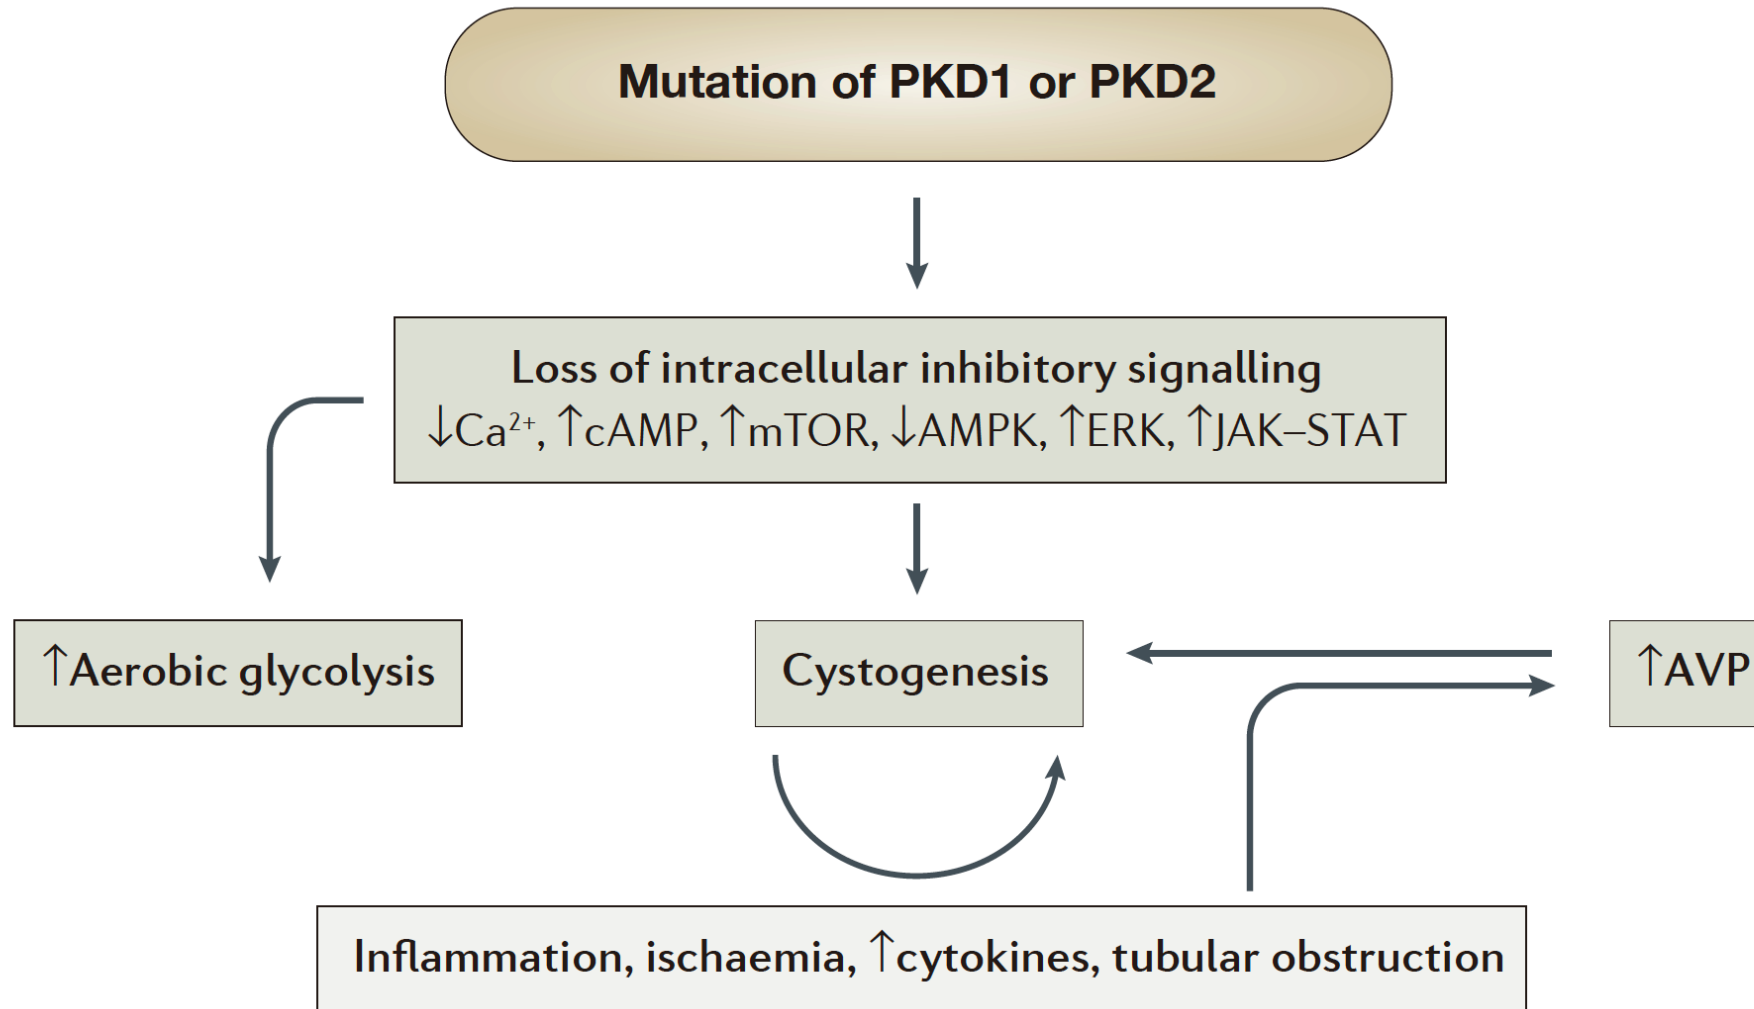 Mutation of PKD1 or PKD2
Loss of intracellular inhibitory signalling
↓Ca²⁺, ↑cAMP, ↑mTOR, ↓AMPK, ↑ERK, ↑JAK–STAT
↑Aerobic glycolysis
Cystogenesis
↑AVP
Inflammation, ischaemia, ↑cytokines, tubular obstruction